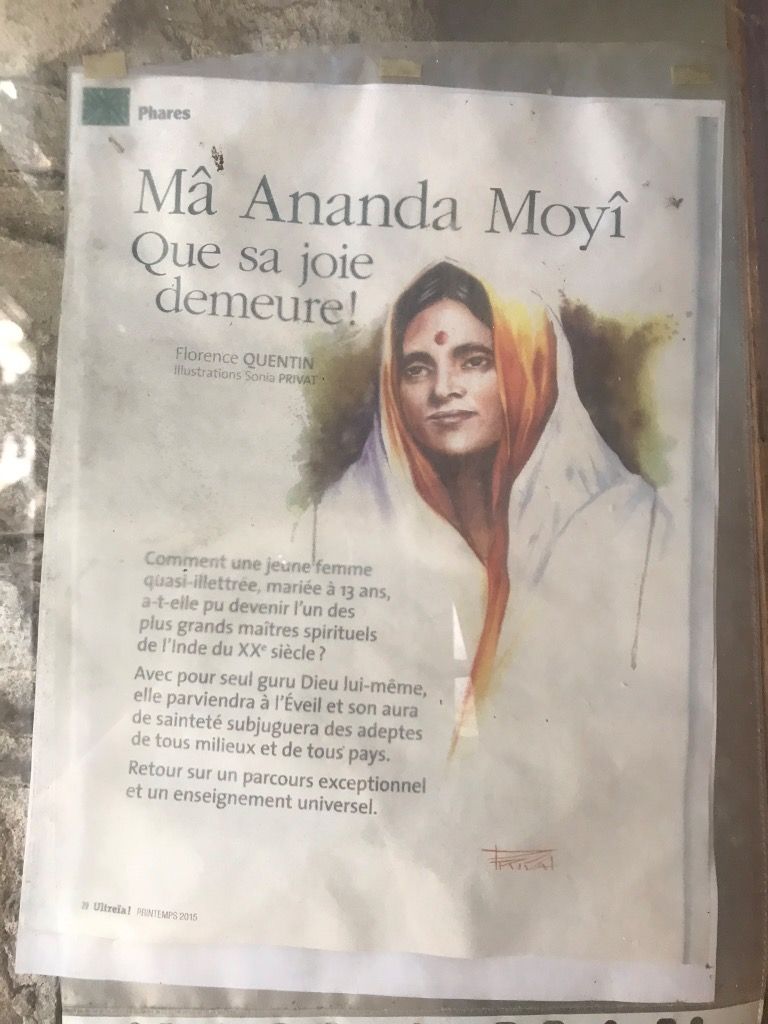 Phares
Mâ Ananda Moyî
Que sa joie
demeure!
Florence QUENTIN
Illustrations Sonia PRIVAT
Comment une jeune femme
quasi-illettrée, mariée à 13 ans,
a-t-elle pu devenir l'un des
plus grands maîtres spirituels
de l'Inde du XXe siècle ?
Avec pour seul guru Dieu lui-même,
elle parviendra à l'Éveil et son aura
de sainteté subjuguera des adeptes
de tous milieux et de tous pays.
Retour sur un parcours exceptionnel
et un enseignement universel.
PRIVAT
Ultreïa! PRINTEMPS 2015